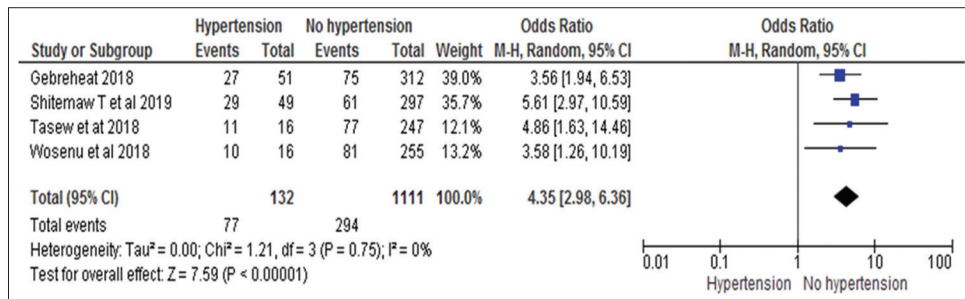 Hypertension No hypertension Odds Ratio Odds Ratio
Study or Subgroup Events Total Events Total Weight M-H, Random, 95% CI M-H, Random, 95% CI
Gebreheat 2018 27 51 75 312 39.0% 3.56 [1.94, 6.53]
Shitemaw T et al 2019 29 49 61 297 35.7% 5.61 [2.97, 10.59]
Tasew et at 2018 11 16 77 247 12.1% 4.86 [1.63, 14.46]
Wosenu et al 2018 10 16 81 255 13.2% 3.58 [1.26, 10.19]
Total (95% CI) 132 1111 100.0% 4.35 [2.98, 6.36]
Total events 77 294
Heterogeneity: Tau² = 0.00; Chi² = 1.21, df = 3 (P = 0.75); I² = 0%
Test for overall effect: Z = 7.59 (P < 0.00001)
0.01 0.1 1 10 100
Hypertension No hypertension